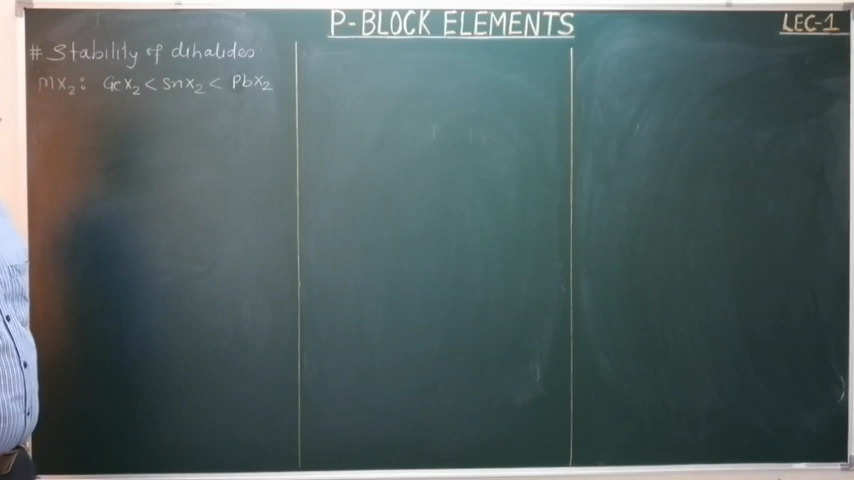 P-BLOCK ELEMENTS
LEC-1
# Stability of dihalides
MX₂: GeX₂ < SnX₂ < PbX₂